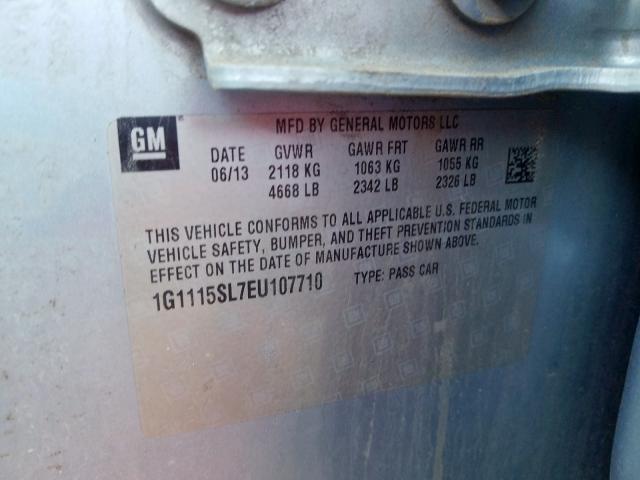 GM
MFD BY GENERAL MOTORS LLC
DATE GVWR GAWR FRT GAWR RR
06/13 2118 KG 1063 KG 1055 KG
4668 LB 2342 LB 2326 LB
THIS VEHICLE CONFORMS TO ALL APPLICABLE U.S. FEDERAL MOTOR
VEHICLE SAFETY, BUMPER, AND THEFT PREVENTION STANDARDS IN
EFFECT ON THE DATE OF MANUFACTURE SHOWN ABOVE.
1G1115SL7EU107710 TYPE: PASS CAR